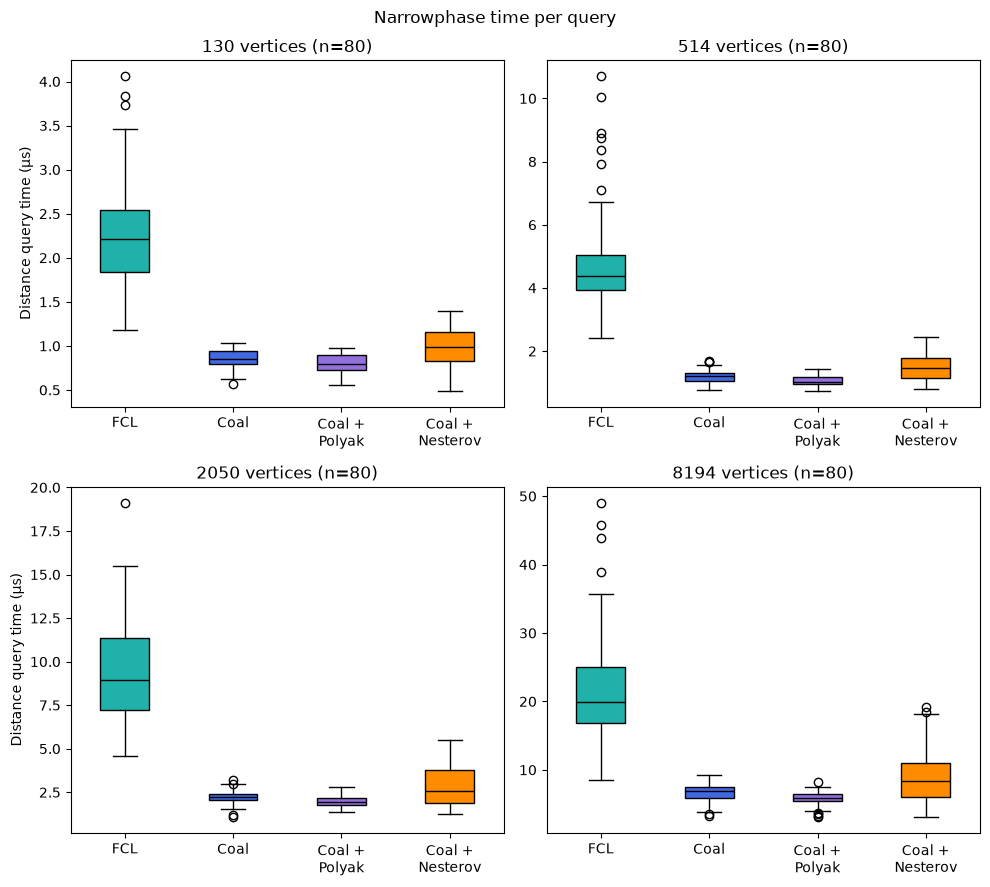 Narrowphase time per query
130 vertices (n=80)
514 vertices (n=80)
Distance query time (µs)
4.0
3.5
3.0
2.5
2.0
1.5
1.0
0.5
10
8
6
4
2
FCL
Coal
Coal +
Polyak
Coal +
Nesterov
FCL
Coal
Coal +
Polyak
Coal +
Nesterov
2050 vertices (n=80)
8194 vertices (n=80)
Distance query time (µs)
20.0
17.5
15.0
12.5
10.0
7.5
5.0
2.5
50
40
30
20
10
FCL
Coal
Coal +
Polyak
Coal +
Nesterov
FCL
Coal
Coal +
Polyak
Coal +
Nesterov